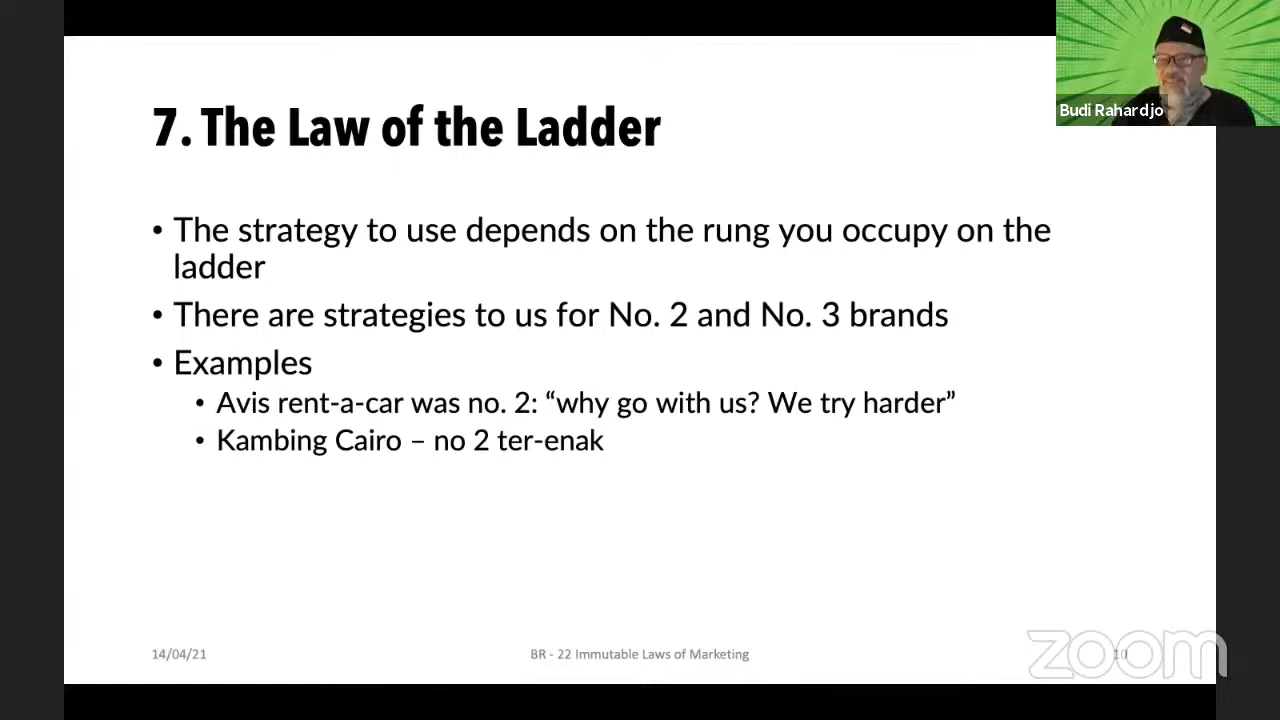 7. The Law of the Ladder
Budi Rahardjo
• The strategy to use depends on the rung you occupy on the
ladder
• There are strategies to us for No. 2 and No. 3 brands
• Examples
• Avis rent-a-car was no. 2: “why go with us? We try harder”
• Kambing Cairo – no 2 ter-enak
14/04/21
BR - 22 Immutable Laws of Marketing
10
zoom